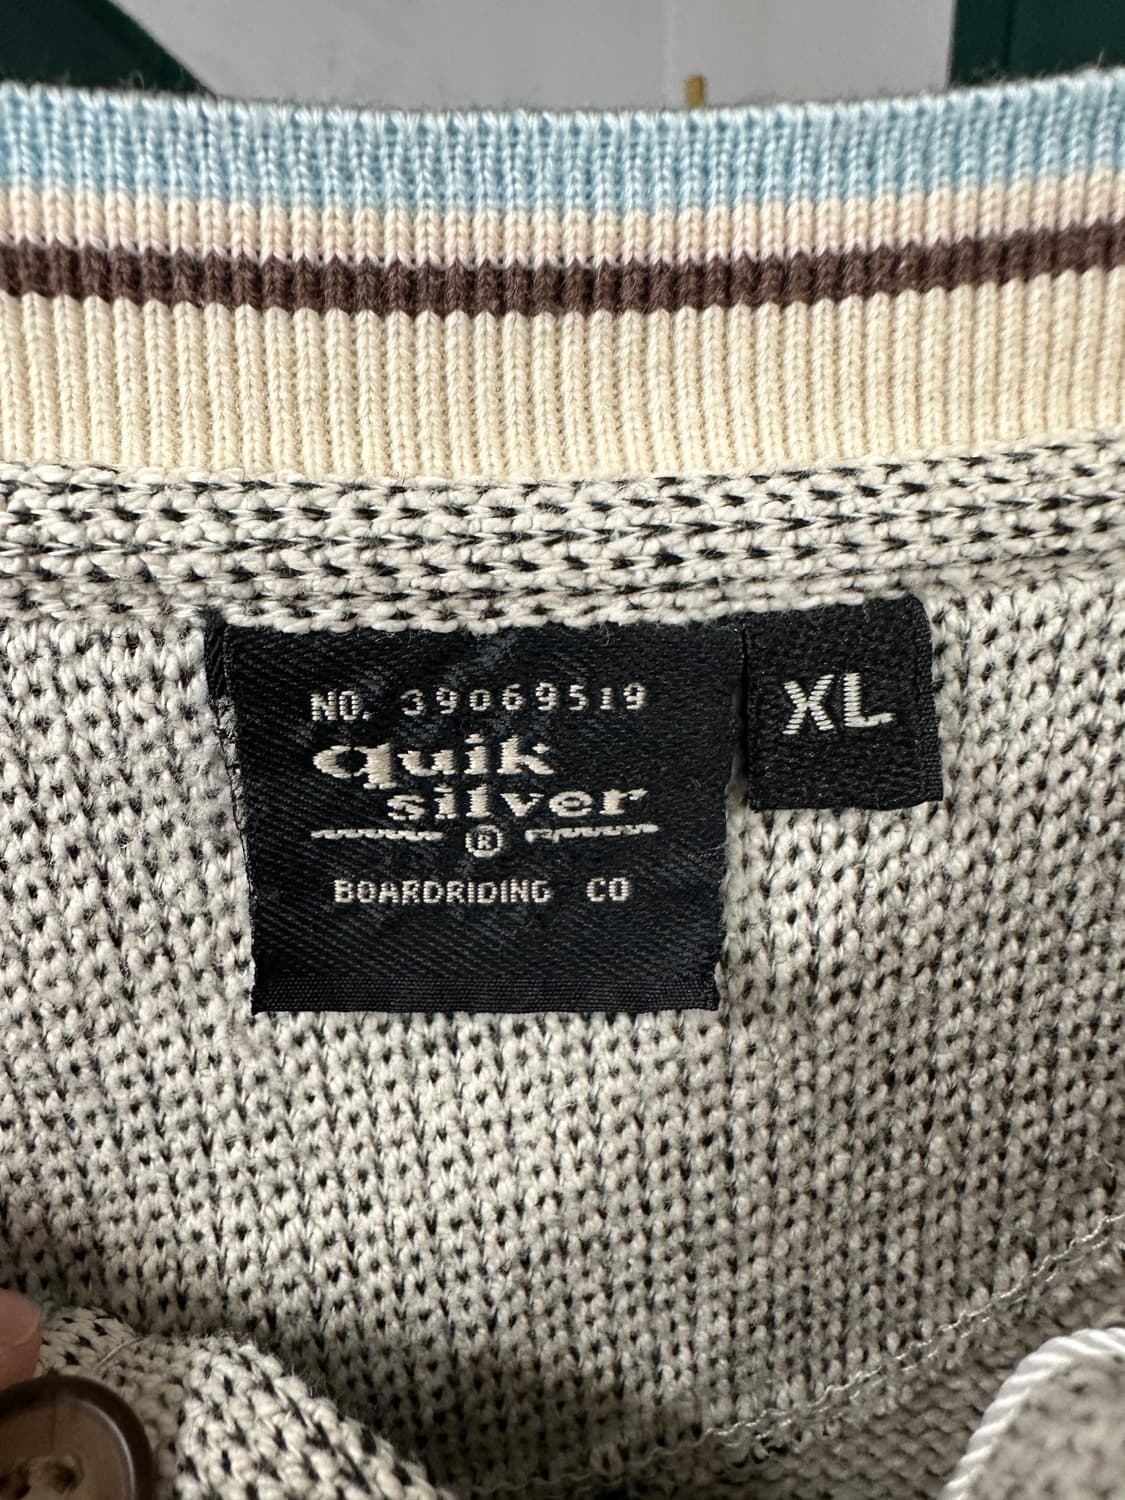 NO. 39069519
quik
silver
®
BOARDRIDING CO
XL